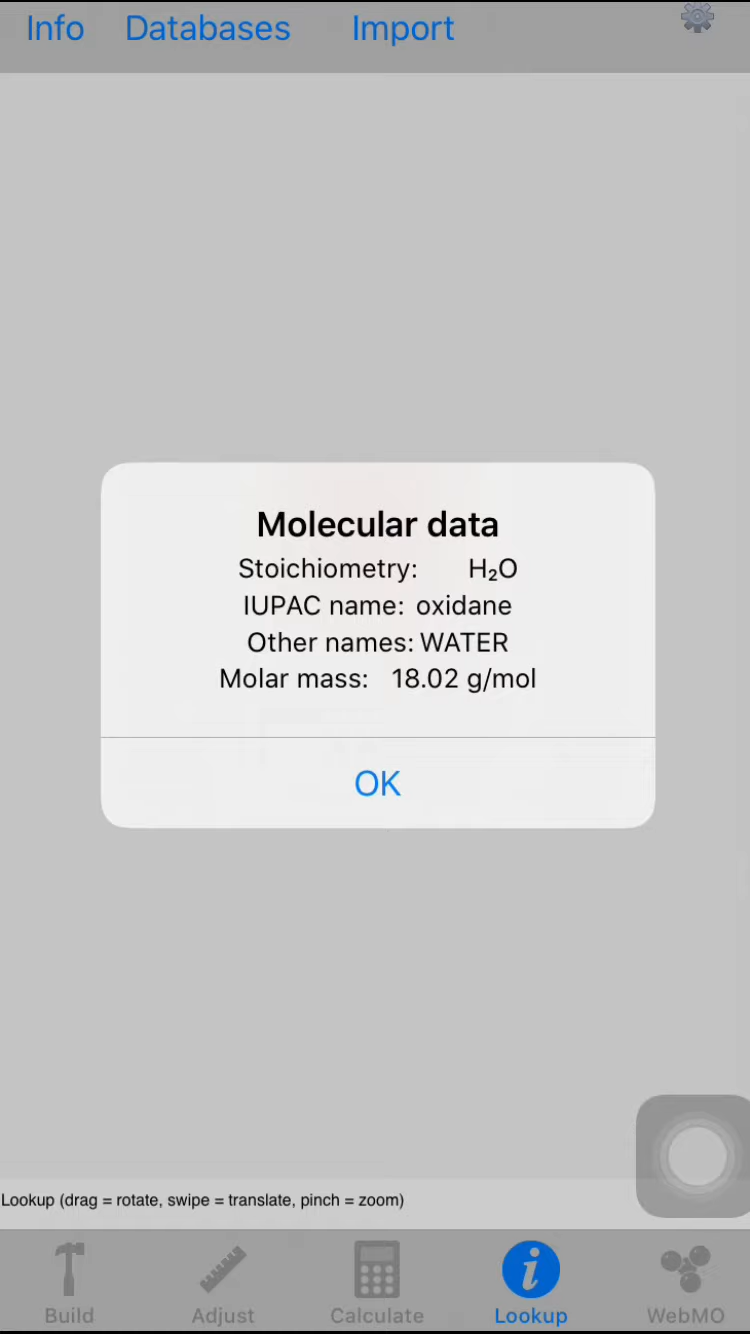 Info Databases Import
Molecular data
Stoichiometry: H₂O
IUPAC name: oxidane
Other names: WATER
Molar mass: 18.02 g/mol
OK
Lookup (drag = rotate, swipe = translate, pinch = zoom)
Build Adjust Calculate Lookup WebMO